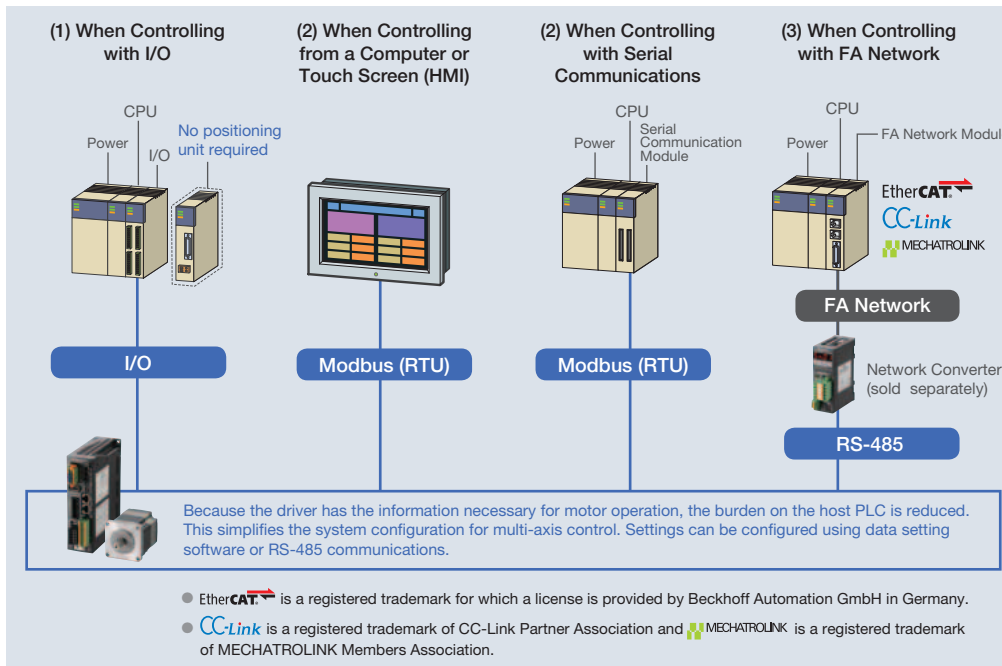 (1) When Controlling
with I/O
(2) When Controlling
from a Computer or
Touch Screen (HMI)
(2) When Controlling
with Serial
Communications
(3) When Controlling
with FA Network
CPU
Power
I/O
No positioning
unit required
CPU
Power
Serial
Communication
Module
CPU
Power
FA Network Modul
EtherCAT
CC-Link
MECHATROLINK
FA Network
I/O
Modbus (RTU)
Modbus (RTU)
Network Converter
(sold separately)
RS-485
Because the driver has the information necessary for motor operation, the burden on the host PLC is reduced.
This simplifies the system configuration for multi-axis control. Settings can be configured using data setting
software or RS-485 communications.
● EtherCAT is a registered trademark for which a license is provided by Beckhoff Automation GmbH in Germany.
● CC-Link is a registered trademark of CC-Link Partner Association and MECHATROLINK is a registered trademark
of MECHATROLINK Members Association.